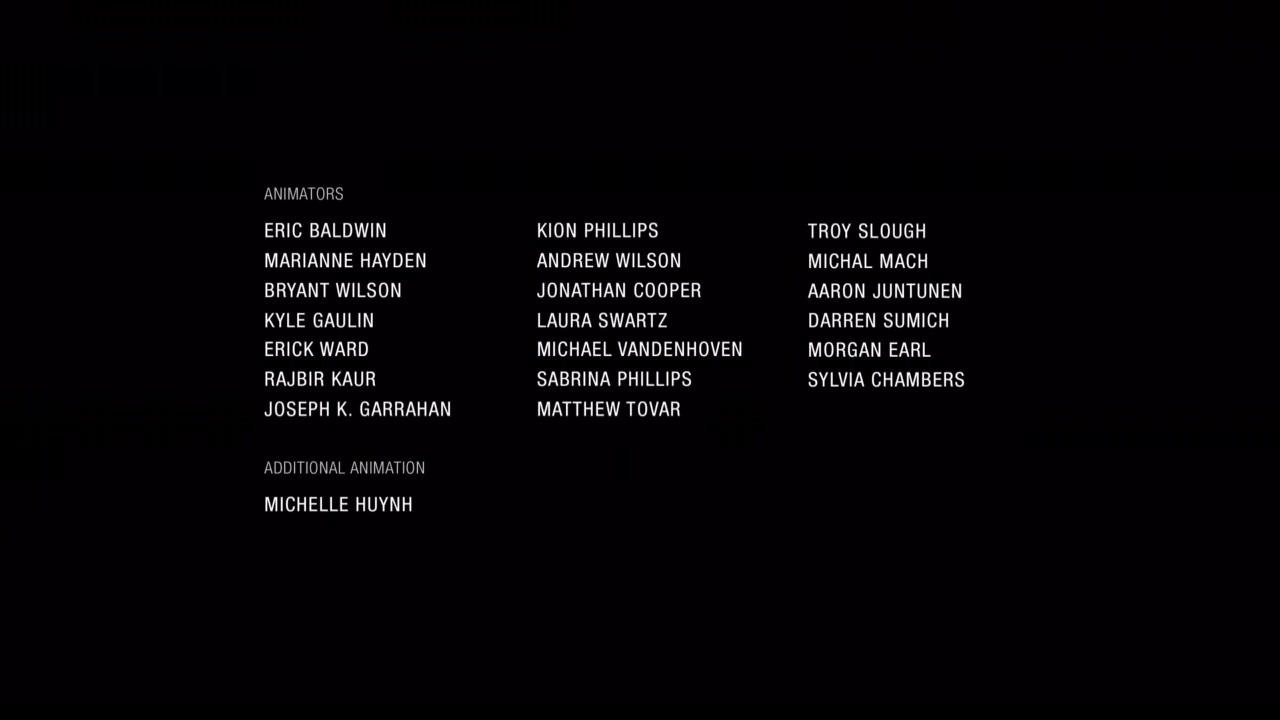 ANIMATORS
ERIC BALDWIN
MARIANNE HAYDEN
BRYANT WILSON
KYLE GAULIN
ERICK WARD
RAJBIR KAUR
JOSEPH K. GARRAHAN
KION PHILLIPS
ANDREW WILSON
JONATHAN COOPER
LAURA SWARTZ
MICHAEL VANDENHOVEN
SABRINA PHILLIPS
MATTHEW TOVAR
TROY SLOUGH
MICHAL MACH
AARON JUNTUNEN
DARREN SUMICH
MORGAN EARL
SYLVIA CHAMBERS
ADDITIONAL ANIMATION
MICHELLE HUYNH